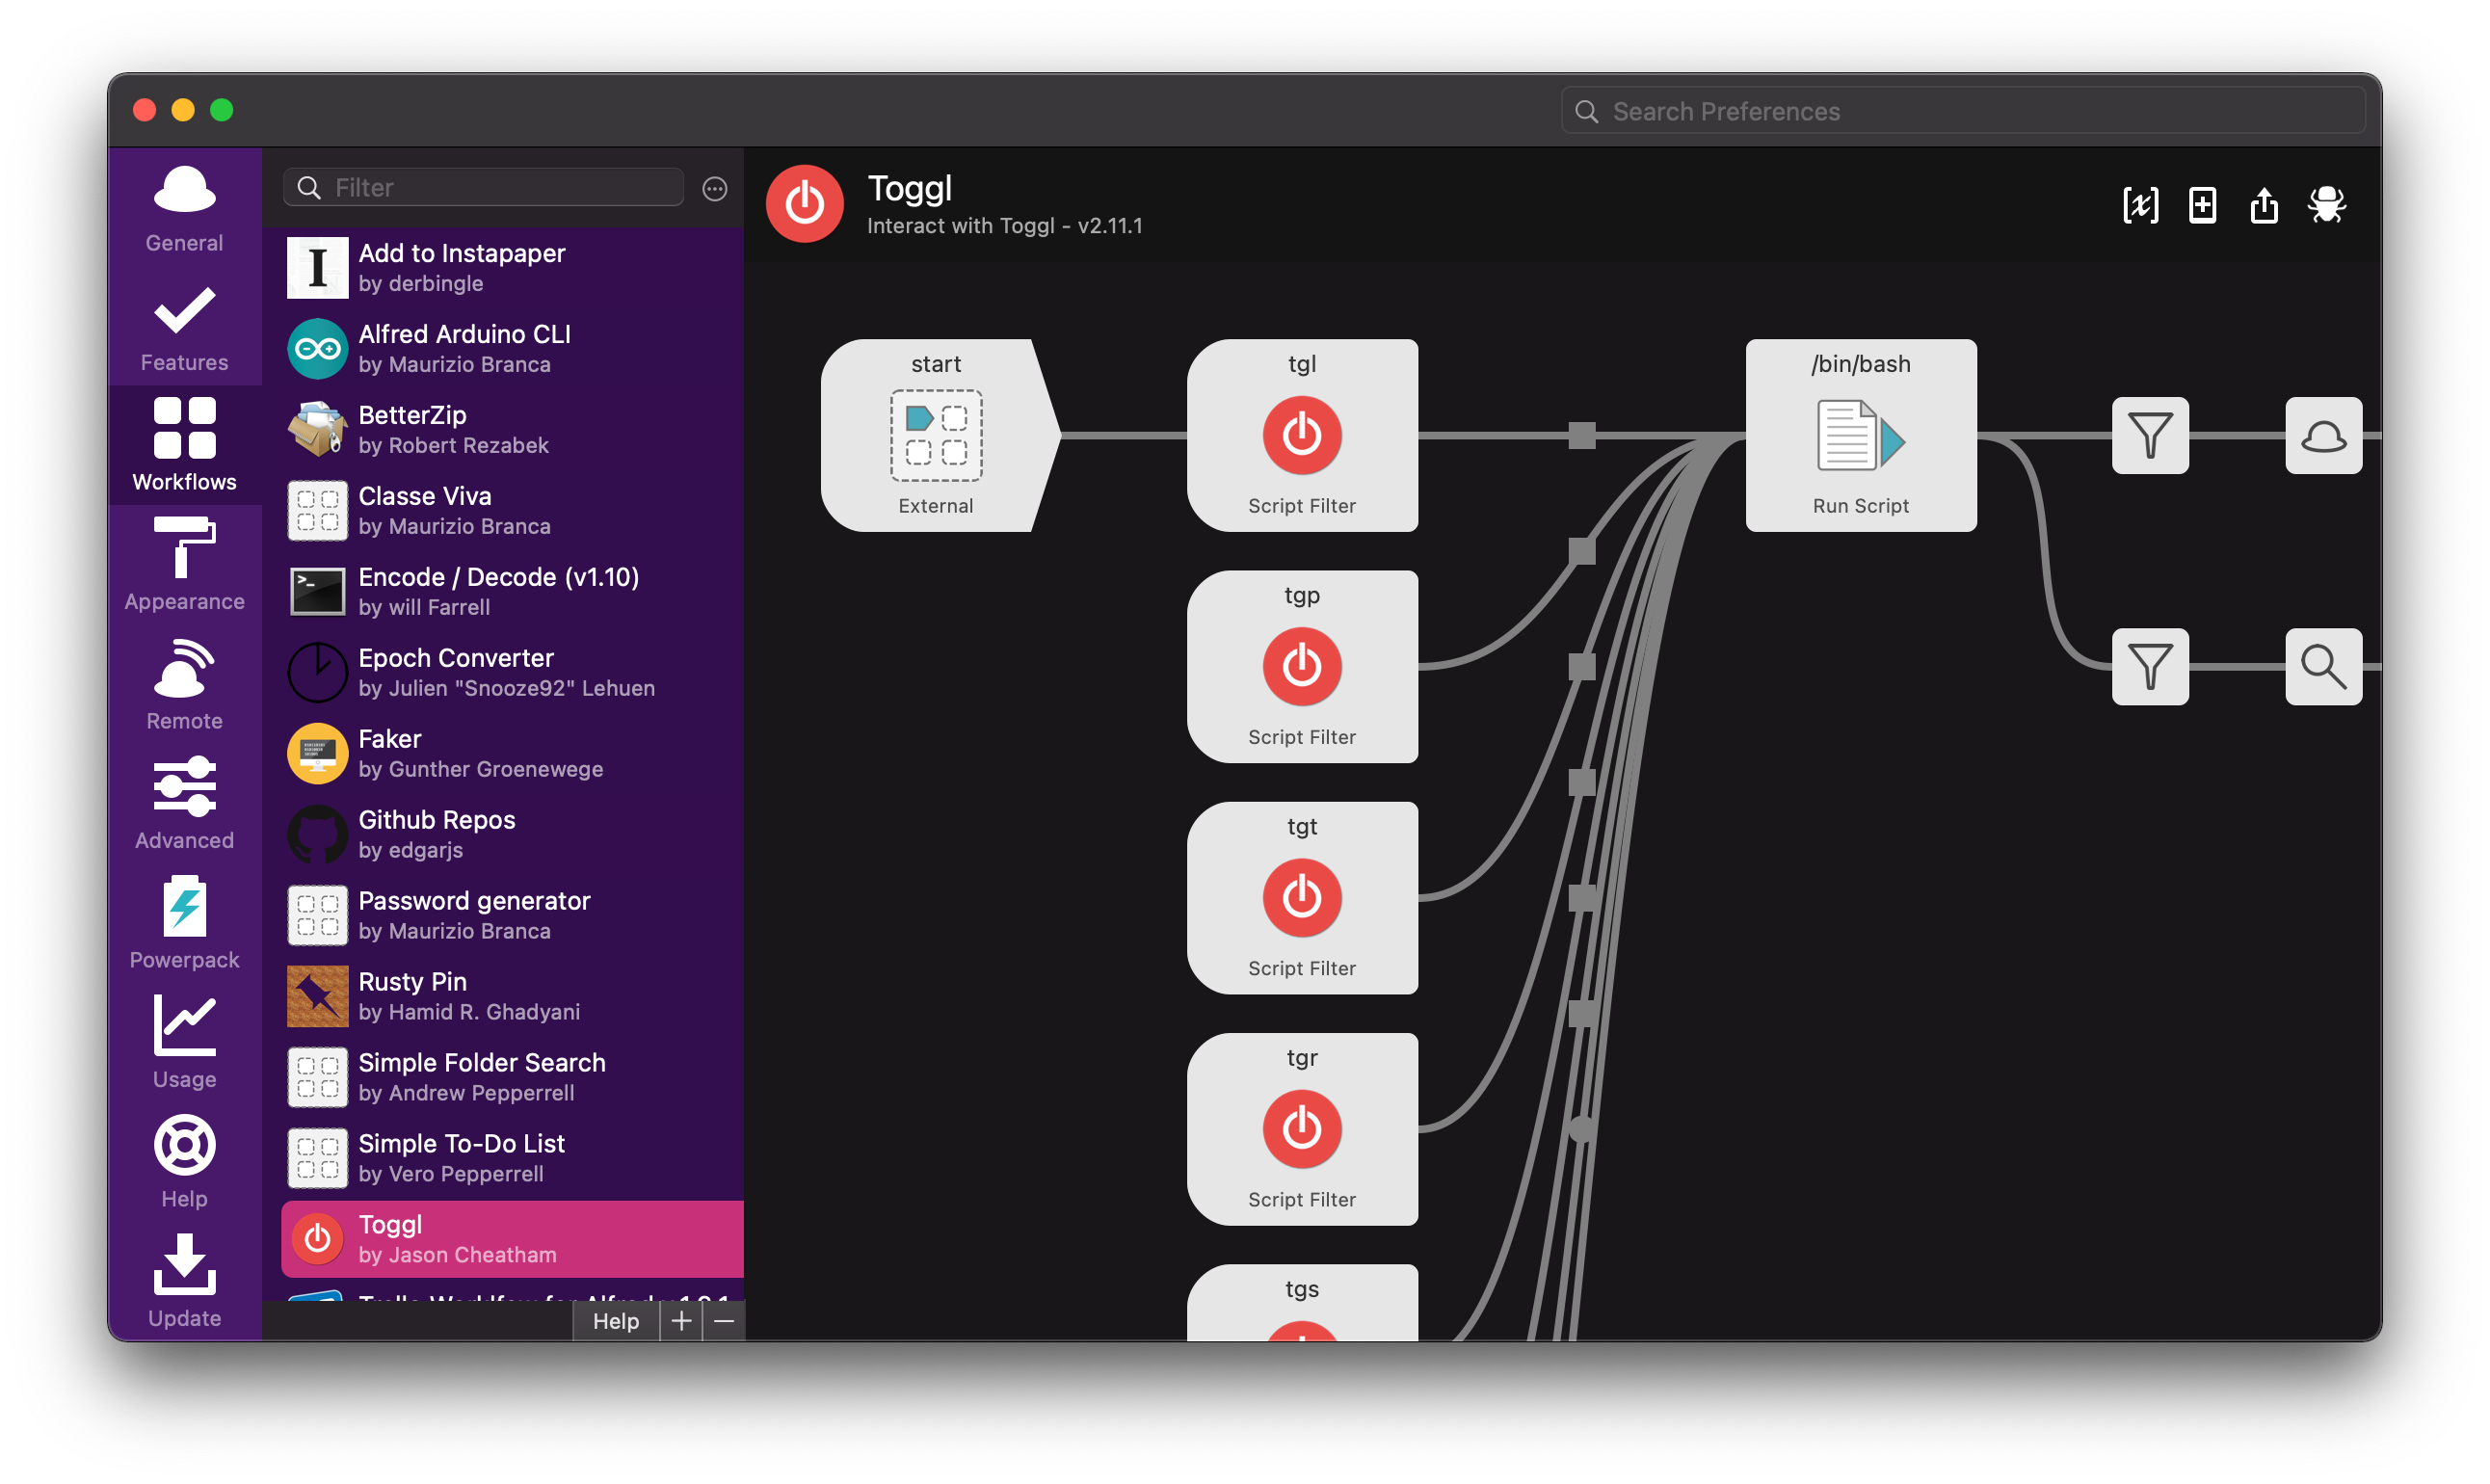 Search Preferences
General
Features
Workflows
Appearance
Remote
Advanced
Powerpack
Usage
Help
Update
Filter
Add to Instapaper
by derbingle
Alfred Arduino CLI
by Maurizio Branca
BetterZip
by Robert Rezabek
Classe Viva
by Maurizio Branca
Encode / Decode (v1.10)
by will Farrell
Epoch Converter
by Julien "Snooze92" Lehuen
Faker
by Gunther Groenewege
Github Repos
by edgarjs
Password generator
by Maurizio Branca
Rusty Pin
by Hamid R. Ghadyani
Simple Folder Search
by Andrew Pepperrell
Simple To-Do List
by Vero Pepperrell
Toggl
by Jason Cheatham
Help
Toggl
Interact with Toggl - v2.11.1
start
External
tgl
Script Filter
/bin/bash
Run Script
tgp
Script Filter
tgt
Script Filter
tgr
Script Filter
tgs